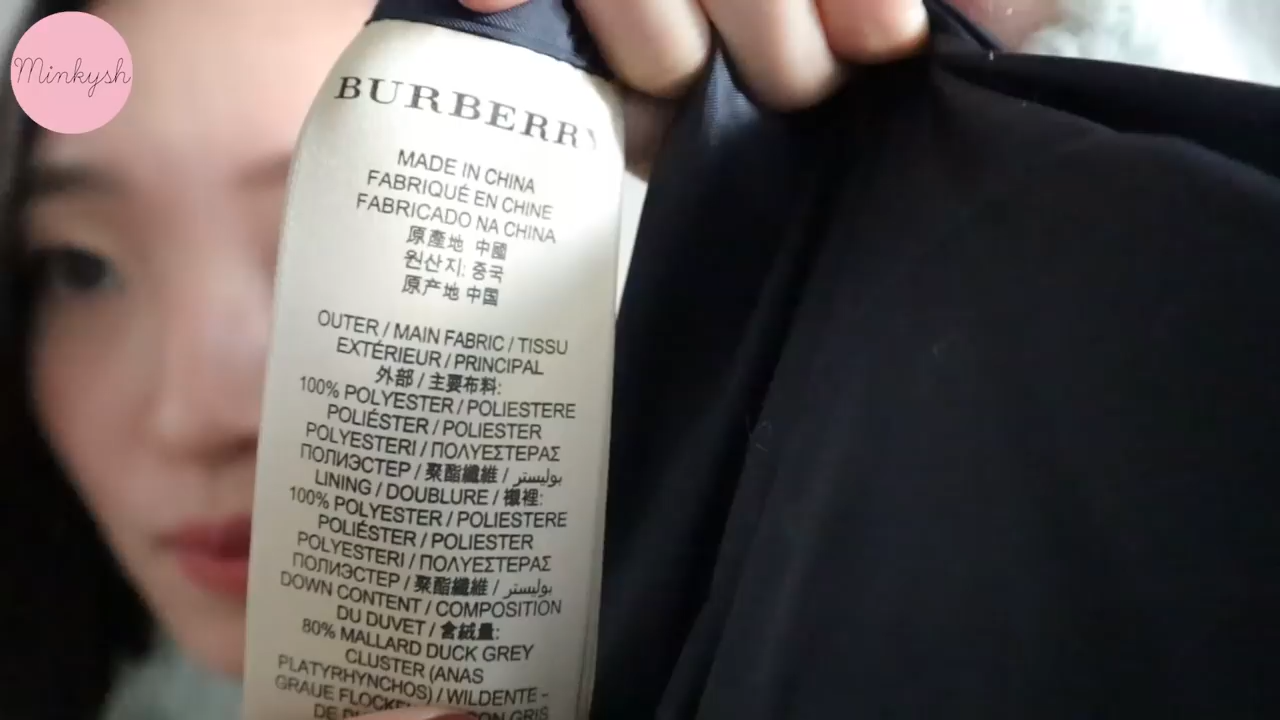 Minkysh
BURBERRY
MADE IN CHINA
FABRIQUÉ EN CHINE
FABRICADO NA CHINA
原產地 中國
원산지: 중국
原产地 中国
OUTER / MAIN FABRIC / TISSU
EXTÉRIEUR / PRINCIPAL
外部 / 主要布料:
100% POLYESTER / POLIESTERE
POLIÉSTER / POLIESTER
POLYESTERI / ΠΟΛΥΕΣΤΕΡΑΣ
ПОЛИЭСТЕР / 聚酯纖維 / بوليستر
LINING / DOUBLURE / 襯裡:
100% POLYESTER / POLIESTERE
POLIÉSTER / POLIESTER
POLYESTERI / ΠΟΛΥΕΣΤΕΡΑΣ
ПОЛИЭСТЕР / 聚酯纖維 / بوليستر
DOWN CONTENT / COMPOSITION
DU DUVET / 含絨量:
80% MALLARD DUCK GREY
CLUSTER (ANAS
PLATYRHYNCHOS) / WILDENTE -
GRAUE GRIS
DE